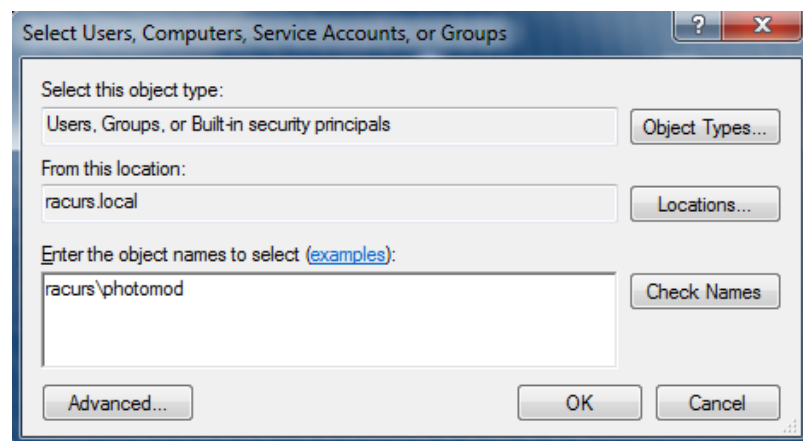 Select Users, Computers, Service Accounts, or Groups
Select this object type:
Users, Groups, or Built-in security principals
Object Types...
From this location:
racurs.local
Locations...
Enter the object names to select (examples):
racurs\photomod
Check Names
Advanced...
OK
Cancel